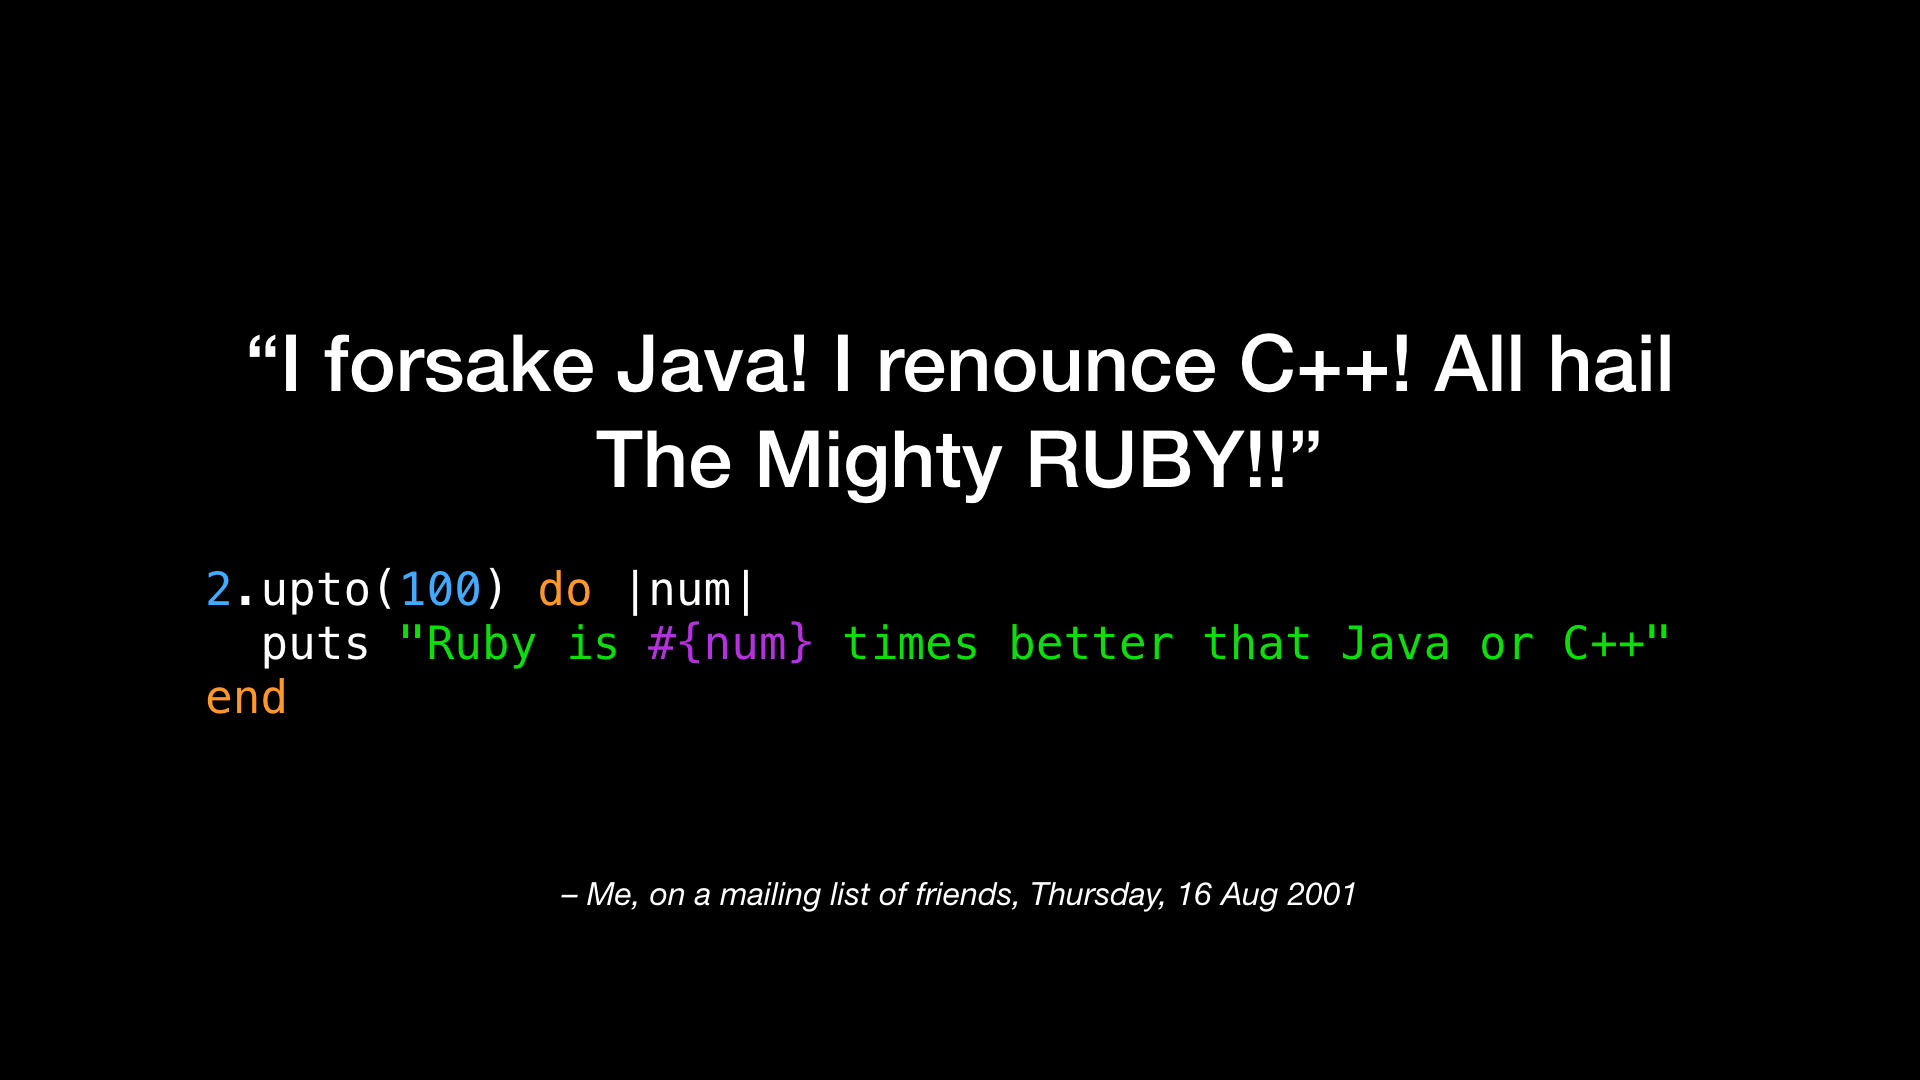 “I forsake Java! I renounce C++! All hail
The Mighty RUBY!!”
2.upto(100) do |num|
  puts "Ruby is #{num} times better that Java or C++"
end
– Me, on a mailing list of friends, Thursday, 16 Aug 2001